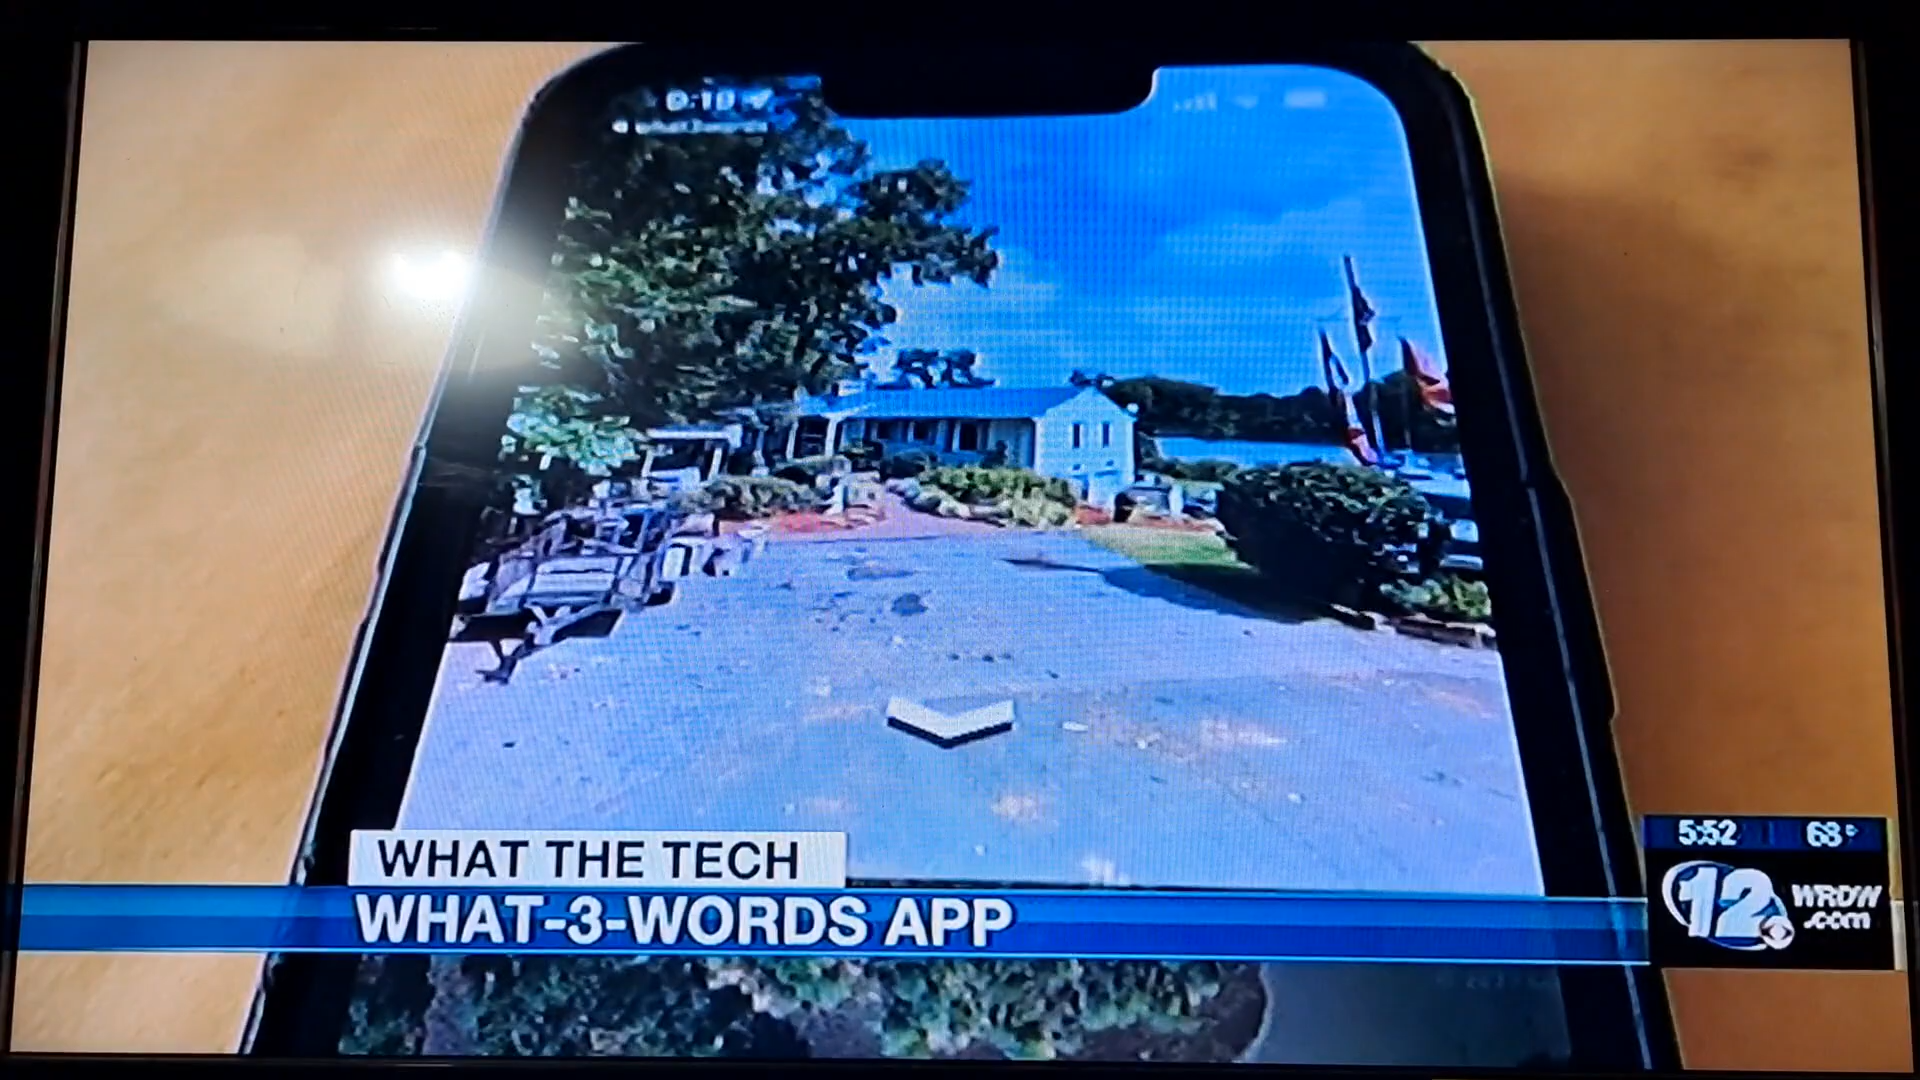 WHAT THE TECH
WHAT-3-WORDS APP
5:52 68°
12 WRDW
.com